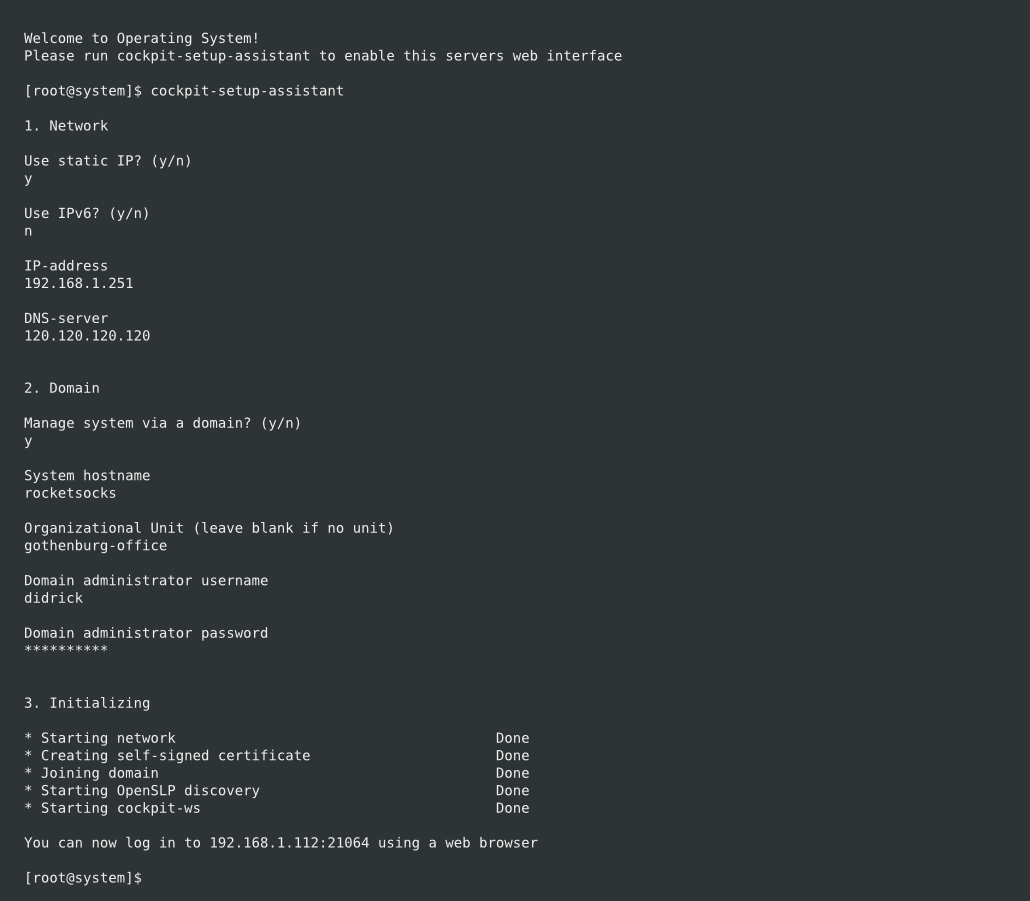 Welcome to Operating System!
Please run cockpit-setup-assistant to enable this servers web interface
[root@system]$ cockpit-setup-assistant
1. Network
Use static IP? (y/n)
y
Use IPv6? (y/n)
n
IP-address
192.168.1.251
DNS-server
120.120.120.120
2. Domain
Manage system via a domain? (y/n)
y
System hostname
rocketsocks
Organizational Unit (leave blank if no unit)
gothenburg-office
Domain administrator username
didrick
Domain administrator password
**********
3. Initializing
* Starting network Done
* Creating self-signed certificate Done
* Joining domain Done
* Starting OpenSLP discovery Done
* Starting cockpit-ws Done
You can now log in to 192.168.1.112:21064 using a web browser
[root@system]$